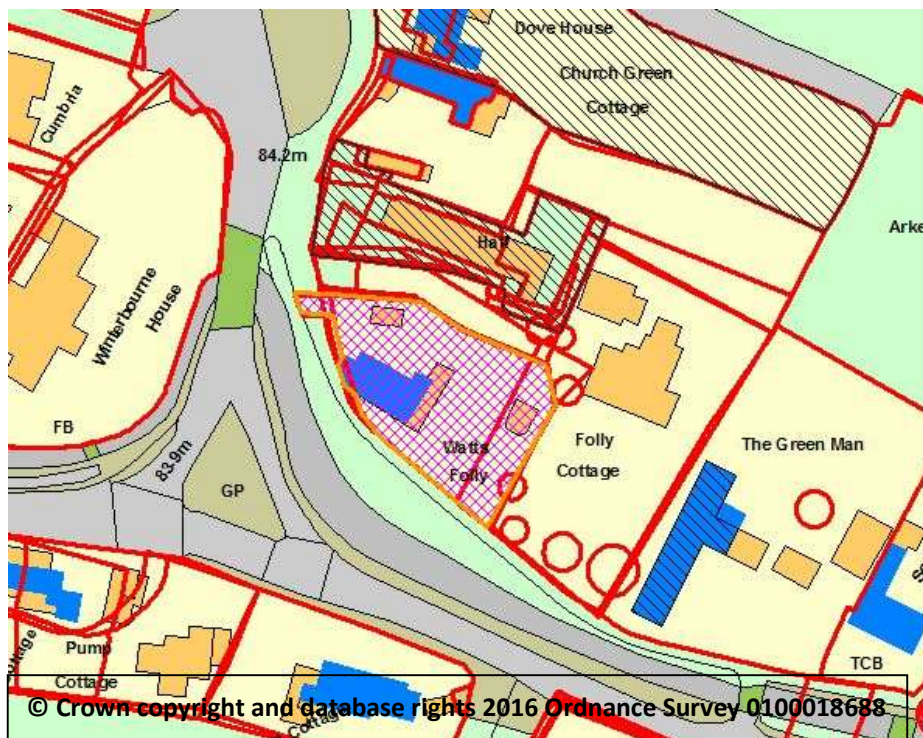 Dove House
Church Green
Cottage
Cumbria
84.2m
Arke
Hall
Winterbourne
House
FB
83.9m
GP
Watts
Folly
Folly
Cottage
The Green Man
Pump
Cottage
TCB
Cottage
© Crown copyright and database rights 2016 Ordnance Survey 0100018688